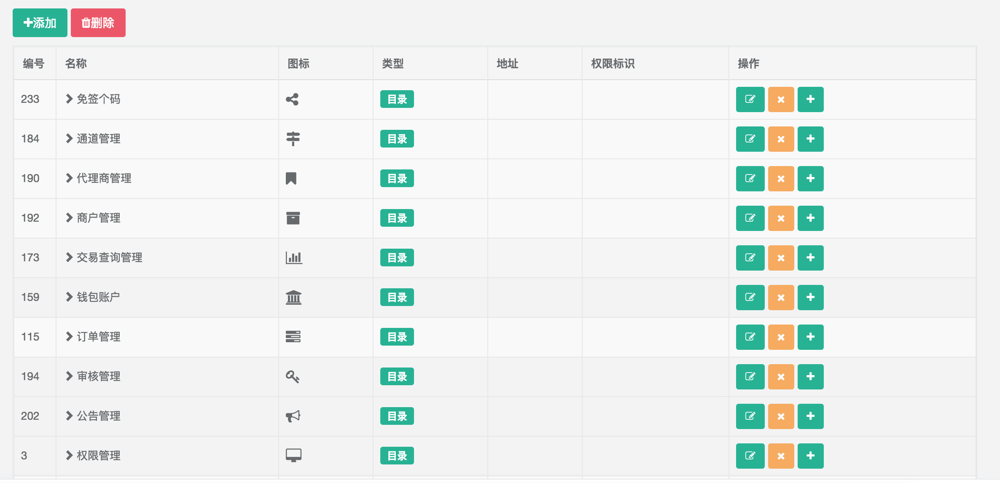 添加 删除
编号 名称 图标 类型 地址 权限标识 操作
233 免签个码 目录
184 通道管理 目录
190 代理商管理 目录
192 商户管理 目录
173 交易查询管理 目录
159 钱包账户 目录
115 订单管理 目录
194 审核管理 目录
202 公告管理 目录
3 权限管理 目录